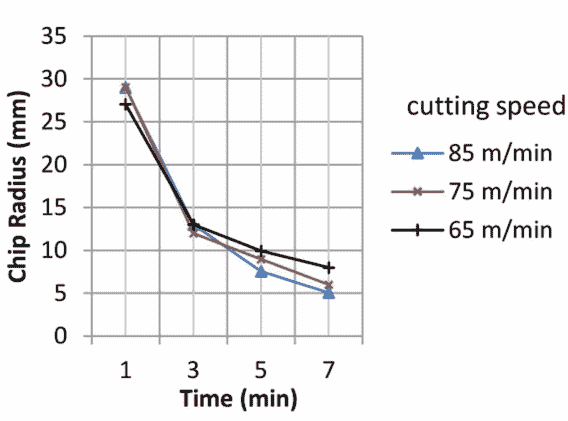 35
30
25
20
15
10
5
0
Chip Radius (mm)
1 3 5 7
Time (min)
cutting speed
85 m/min
75 m/min
65 m/min